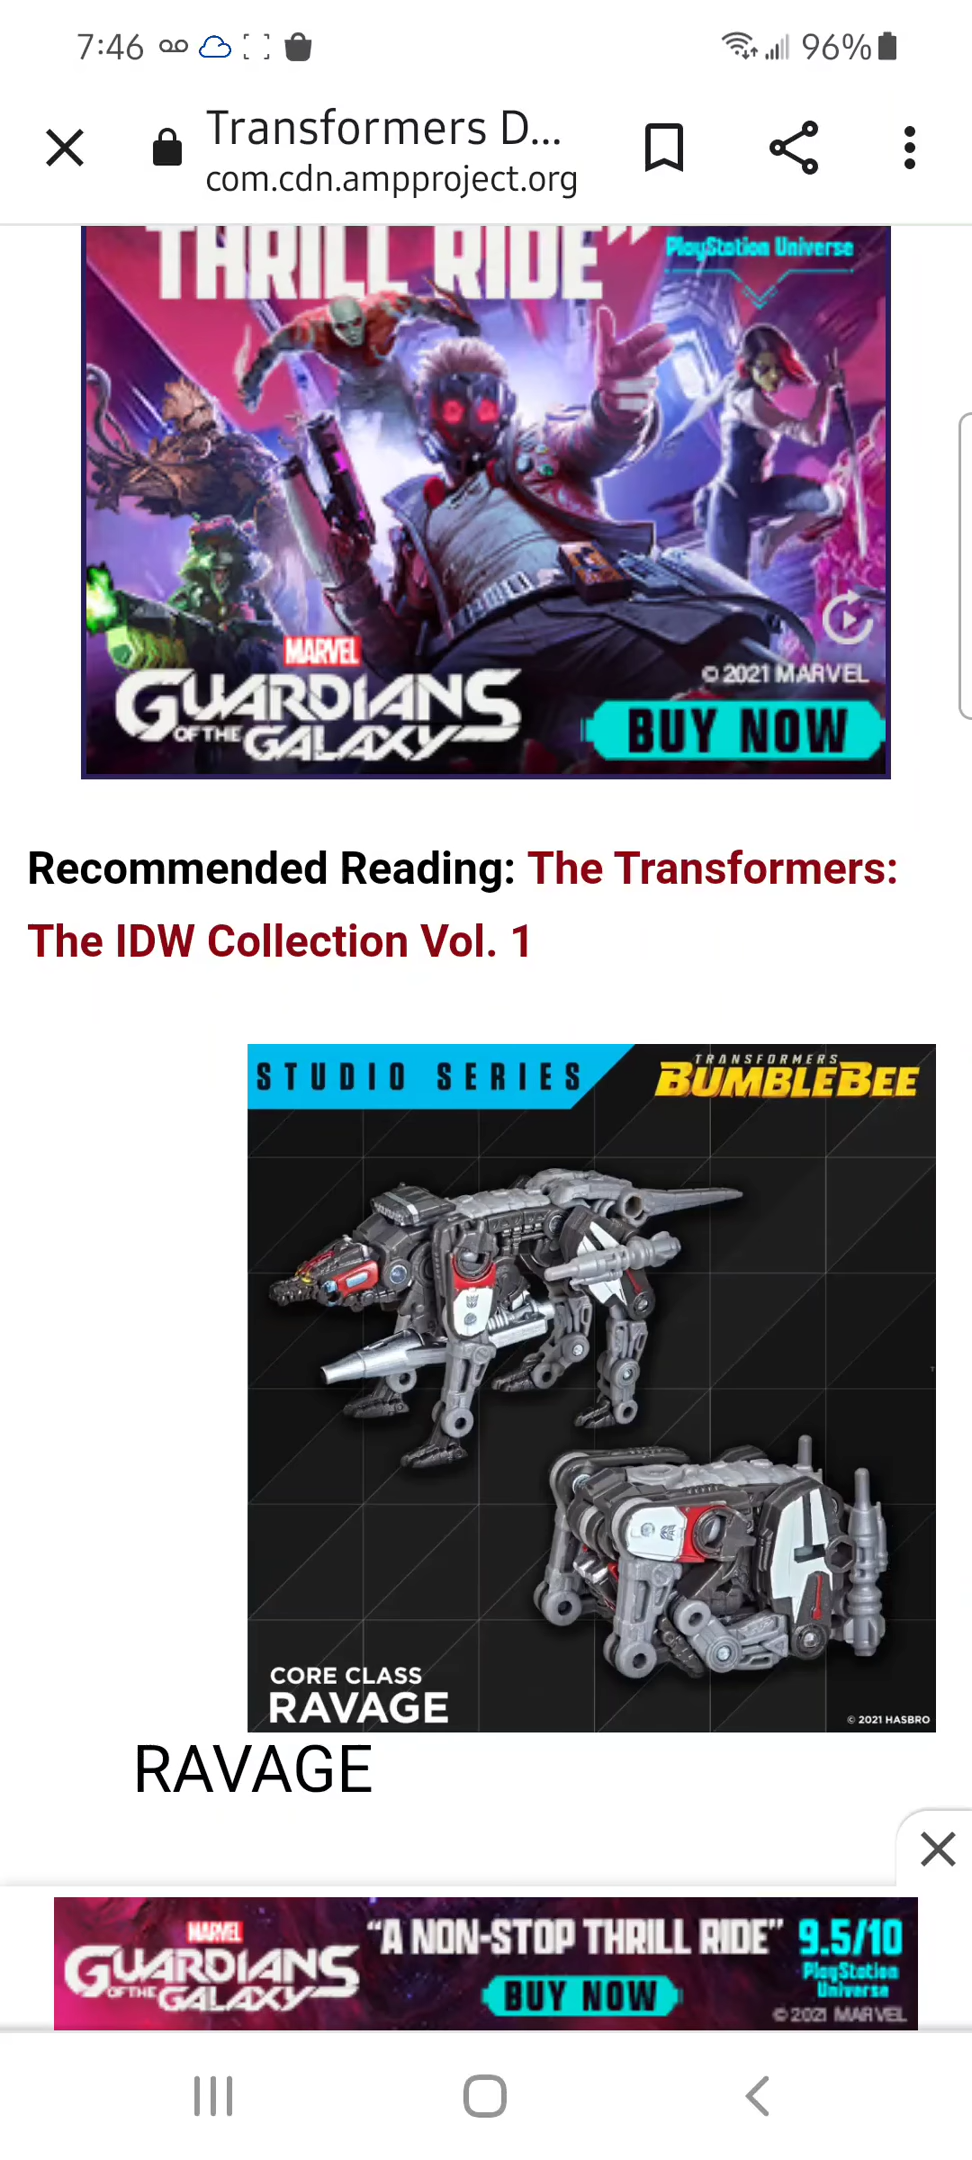 7:46
96%
Transformers D...
com.cdn.ampproject.org
THRILL RIDE”
PlayStation Universe
MARVEL
GUARDIANS
OF THE
GALAXY
© 2021 MARVEL
BUY NOW
Recommended Reading: The Transformers:
The IDW Collection Vol. 1
STUDIO SERIES
TRANSFORMERS
BUMBLEBEE
CORE CLASS
RAVAGE
© 2021 HASBRO
RAVAGE
MARVEL
GUARDIANS
OF THE
GALAXY
“A NON-STOP THRILL RIDE”
BUY NOW
9.5/10
PlayStation
Universe
© 2021 MARVEL